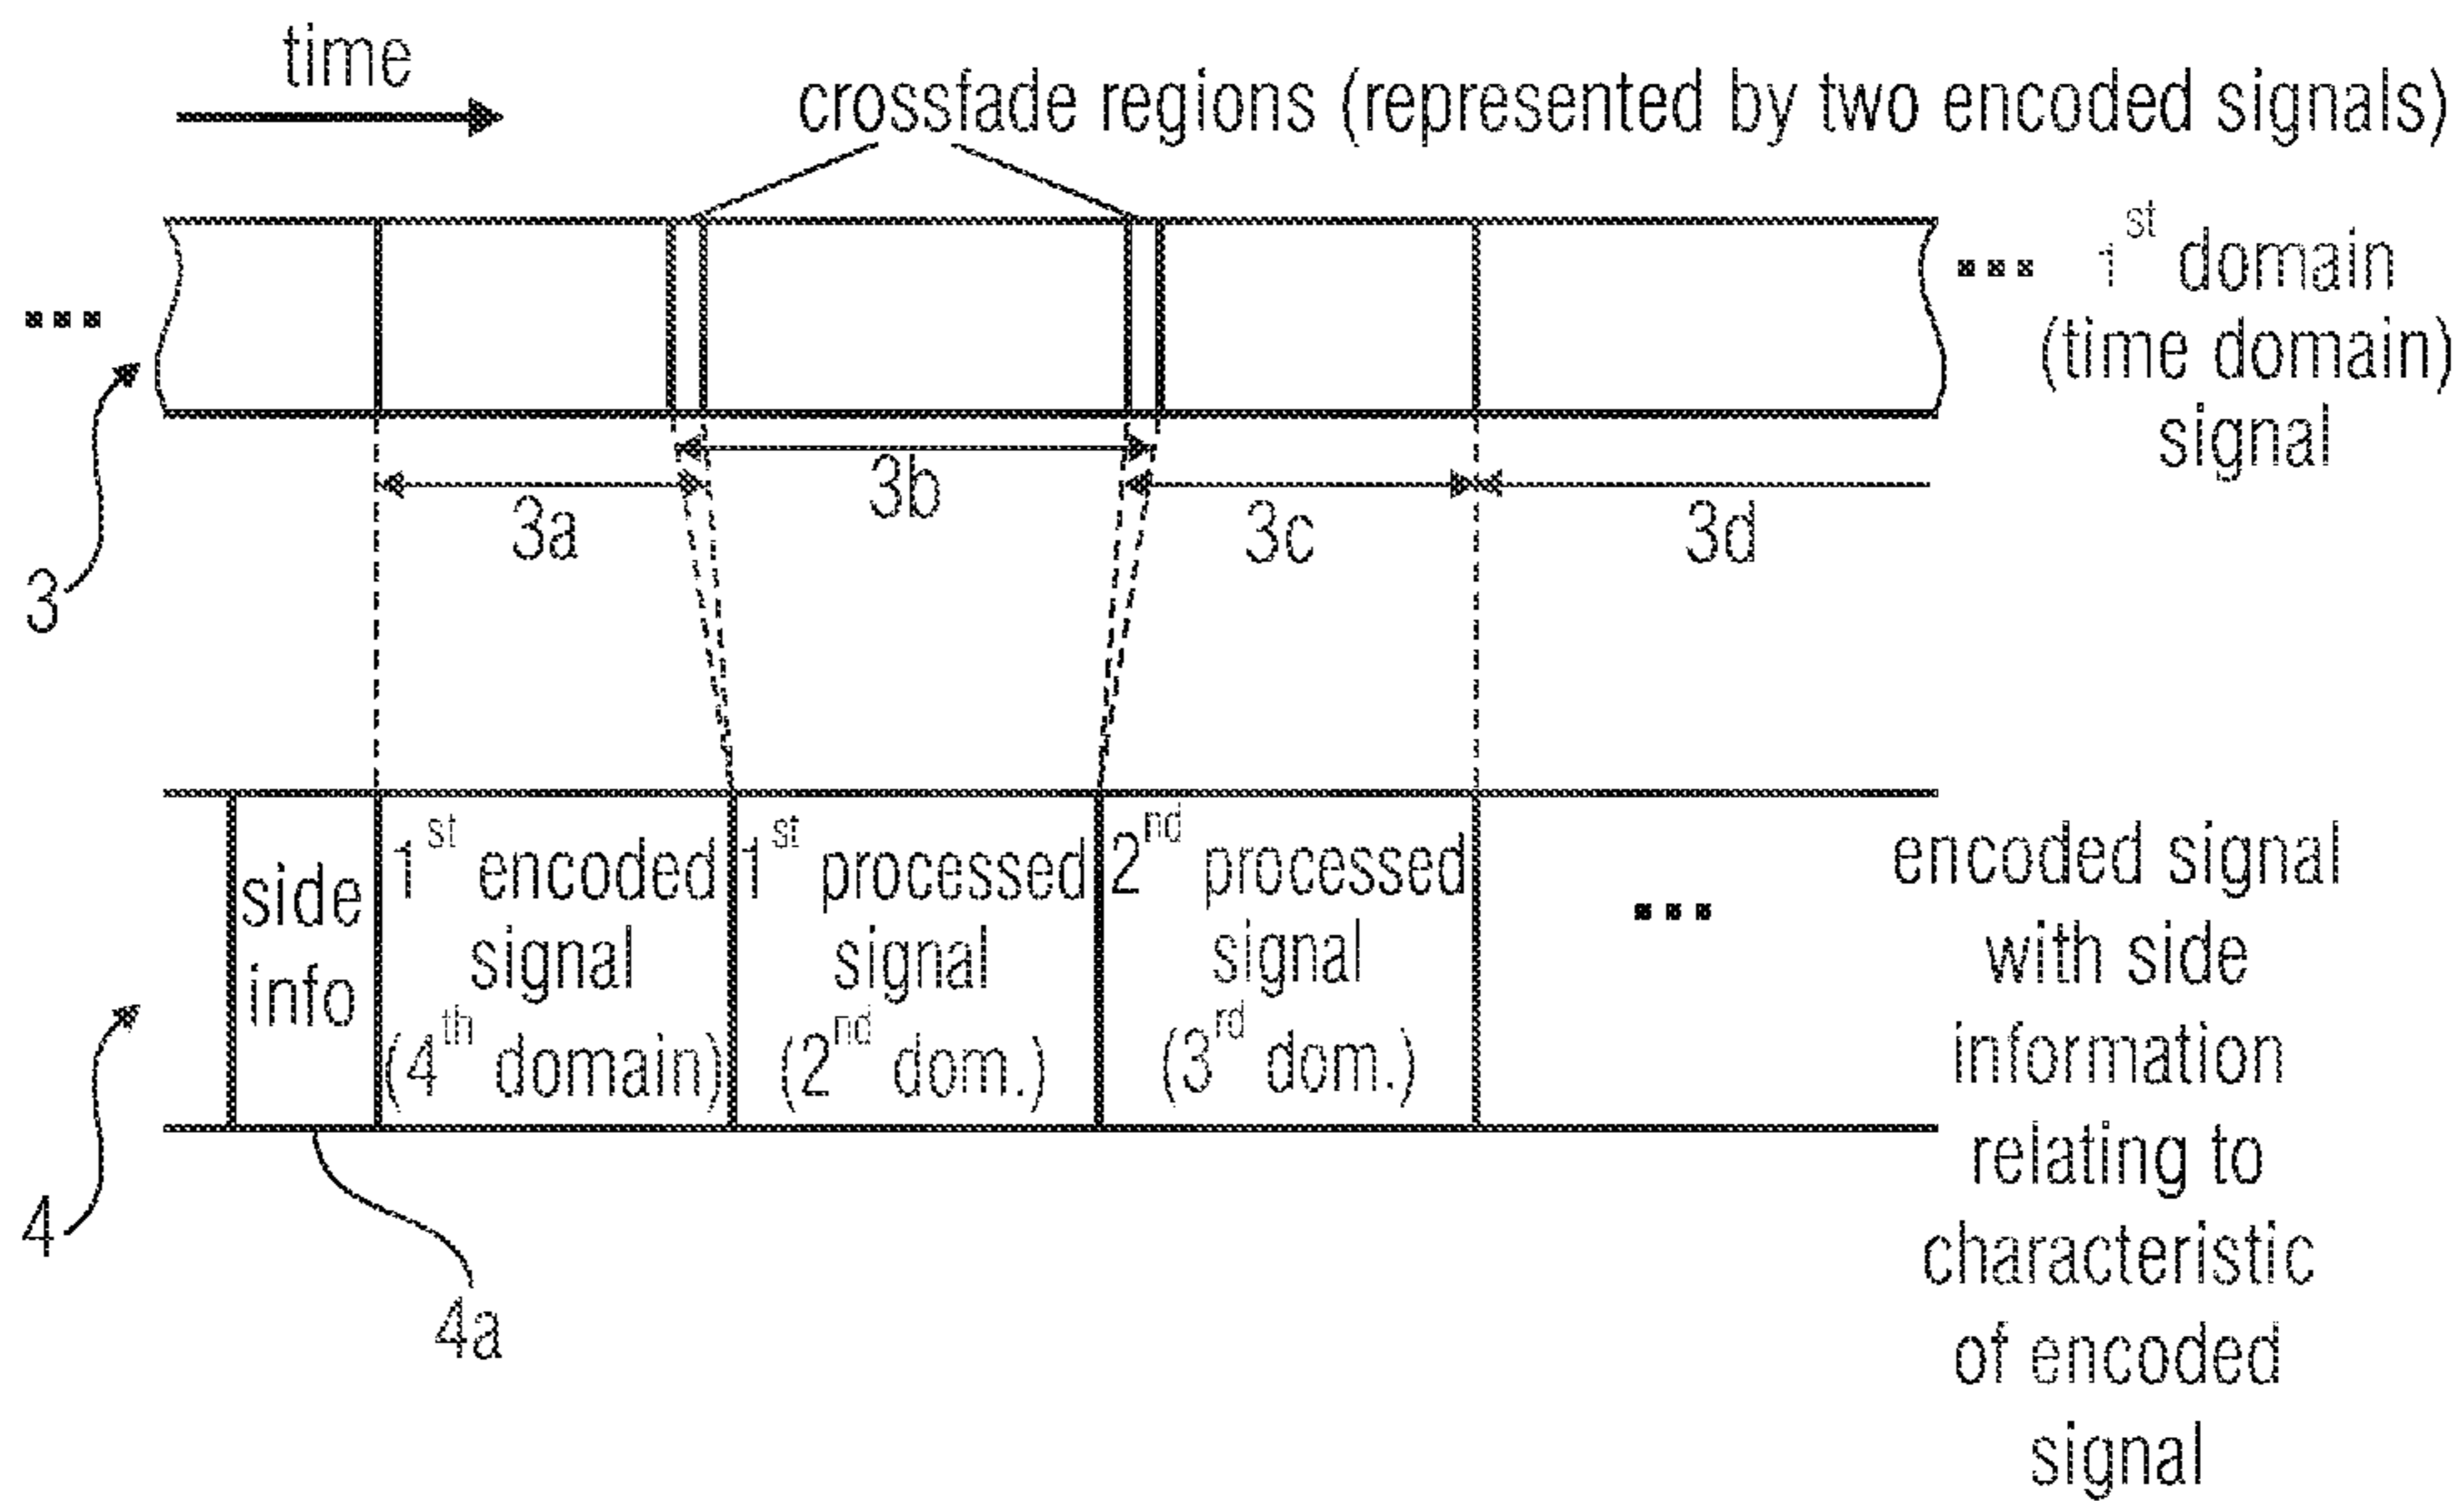 time
crossfade regions (represented by two encoded signals)
... 1st domain
(time domain)
signal
...
3
3a
3b
3c
3d
side
info
1st encoded
signal
(4th domain)
1st processed
signal
(2nd dom.)
2nd processed
signal
(3rd dom.)
...
encoded signal
with side
information
relating to
characteristic
of encoded
signal
4
4a